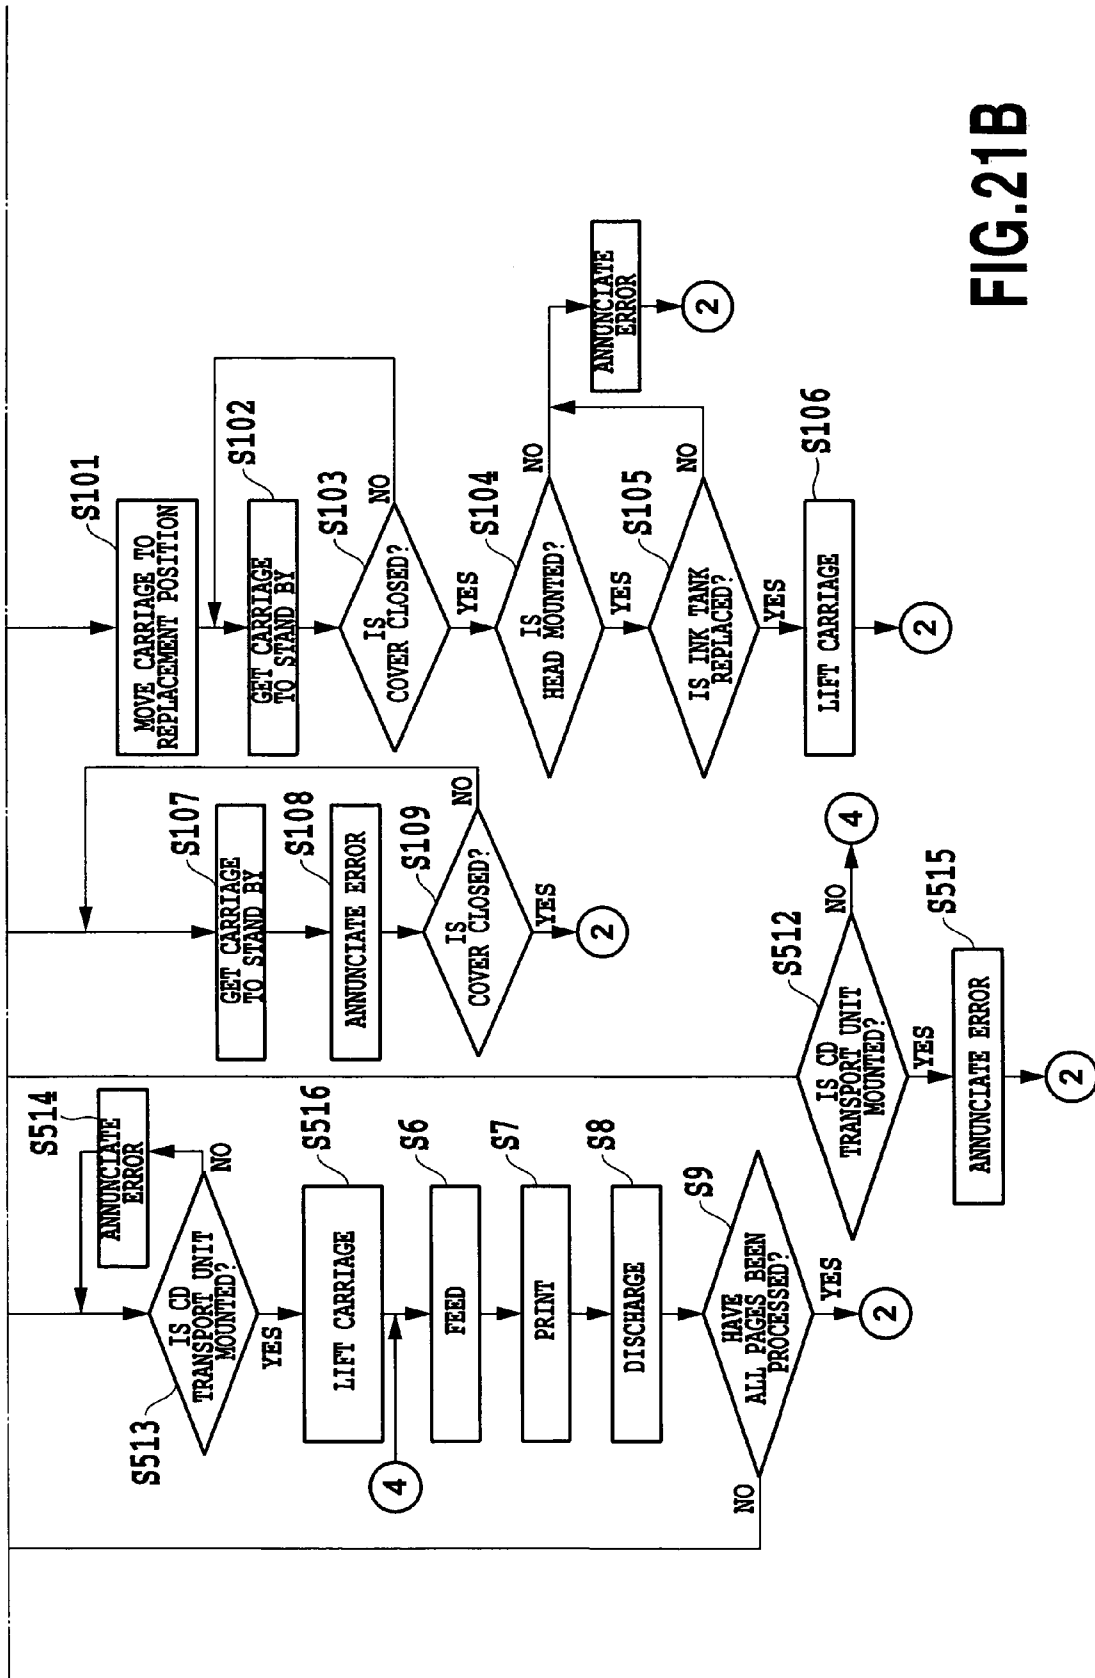 S514
ANNUNCIATE
ERROR
NO
S513
IS CD
TRANSPORT UNIT
MOUNTED?
YES
S516
LIFT CARRIAGE
4
S6
FEED
S7
PRINT
S8
DISCHARGE
S9
HAVE
ALL PAGES BEEN
PROCESSED?
NO
YES
2
S107
GET CARRIAGE
TO STAND BY
S108
ANNUNCIATE ERROR
S109
IS
COVER CLOSED?
NO
YES
2
S512
IS CD
TRANSPORT UNIT
MOUNTED?
NO
4
YES
S515
ANNUNCIATE ERROR
2
S101
MOVE CARRIAGE TO
REPLACEMENT POSITION
S102
GET CARRIAGE
TO STAND BY
S103
IS
COVER CLOSED?
NO
YES
S104
IS
HEAD MOUNTED?
NO
YES
ANNUNCIATE
ERROR
2
S105
IS INK TANK
REPLACED?
NO
YES
S106
LIFT CARRIAGE
2
FIG.21B